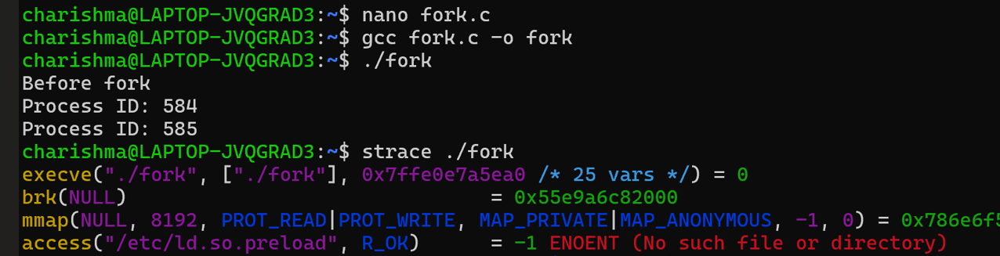 charishma@LAPTOP-JVQGRAD3:~$ nano fork.c
charishma@LAPTOP-JVQGRAD3:~$ gcc fork.c -o fork
charishma@LAPTOP-JVQGRAD3:~$ ./fork
Before fork
Process ID: 584
Process ID: 585
charishma@LAPTOP-JVQGRAD3:~$ strace ./fork
execve("./fork", ["./fork"], 0x7ffe0e7a5ea0 /* 25 vars */) = 0
brk(NULL)                               = 0x55e9a6c82000
mmap(NULL, 8192, PROT_READ|PROT_WRITE, MAP_PRIVATE|MAP_ANONYMOUS, -1, 0) = 0x786e6f5
access("/etc/ld.so.preload", R_OK)      = -1 ENOENT (No such file or directory)